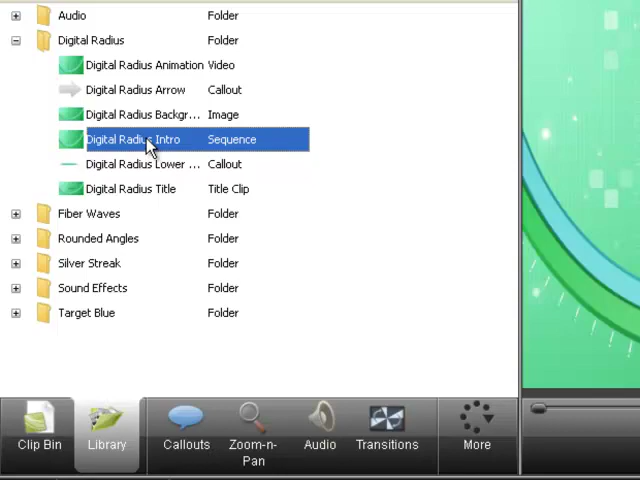 Audio Folder
Digital Radius Folder
Digital Radius Animation Video
Digital Radius Arrow Callout
Digital Radius Backgr... Image
Digital Radius Intro Sequence
Digital Radius Lower ... Callout
Digital Radius Title Title Clip
Fiber Waves Folder
Rounded Angles Folder
Silver Streak Folder
Sound Effects Folder
Target Blue Folder
Clip Bin Library Callouts Zoom-n-Pan Audio Transitions More